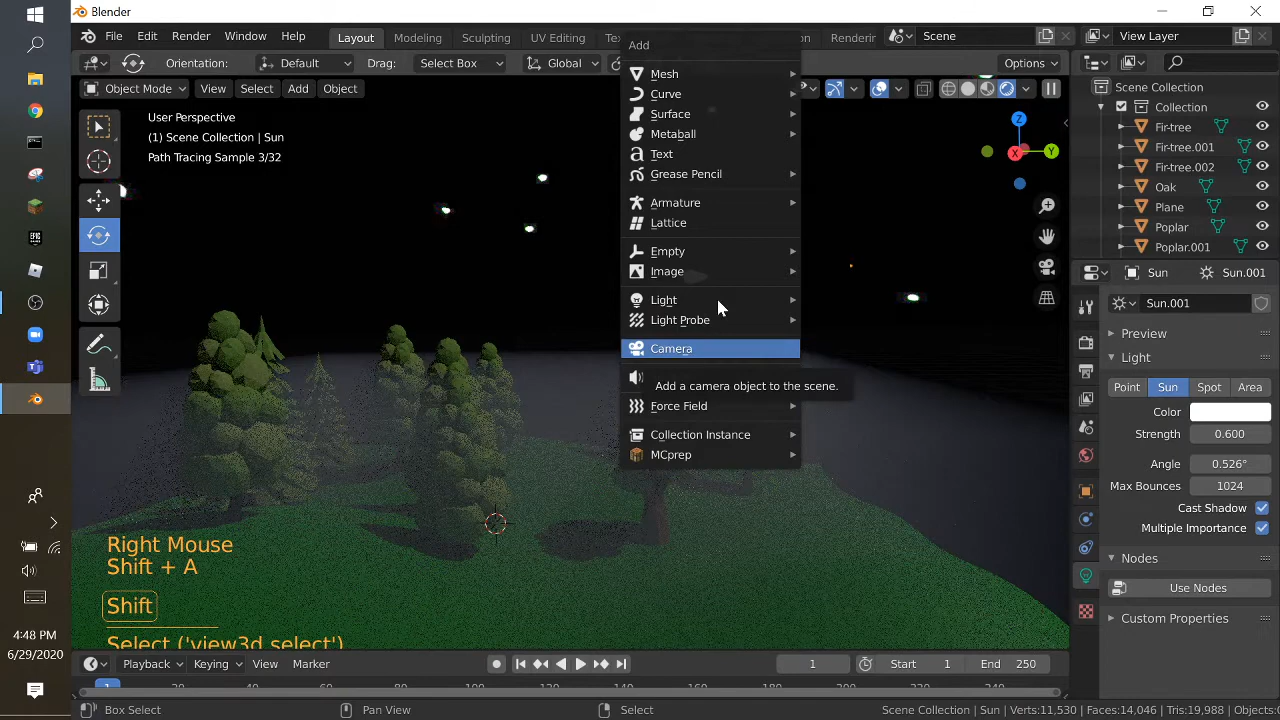 Blender
File Edit Render Window Help Layout Modeling Sculpting UV Editing Scene View Layer
Add
Orientation: Default Drag: Select Box Global Options
Object Mode View Select Add Object
User Perspective
(1) Scene Collection | Sun
Path Tracing Sample 3/32
Mesh
Curve
Surface
Metaball
Text
Grease Pencil
Armature
Lattice
Empty
Image
Light
Light Probe
Camera
Add a camera object to the scene.
Force Field
Collection Instance
MCprep
Z
X
Y
Scene Collection
Collection
Fir-tree
Fir-tree.001
Fir-tree.002
Oak
Plane
Poplar
Poplar.001
Sun Sun.001
Sun.001
Preview
Light
Point Sun Spot Area
Color
Strength 0.600
Angle 0.526°
Max Bounces 1024
Cast Shadow
Multiple Importance
Nodes
Use Nodes
Custom Properties
Right Mouse
Shift + A
Shift
Select ('view3d.select')
Playback Keying View Marker 1 Start 1 End 250
1
Box Select Pan View Select Scene Collection | Sun | Verts:11,530 | Faces:14,046 | Tris:19,988 | Objects:
EPIC
GAMES
4:48 PM
6/29/2020